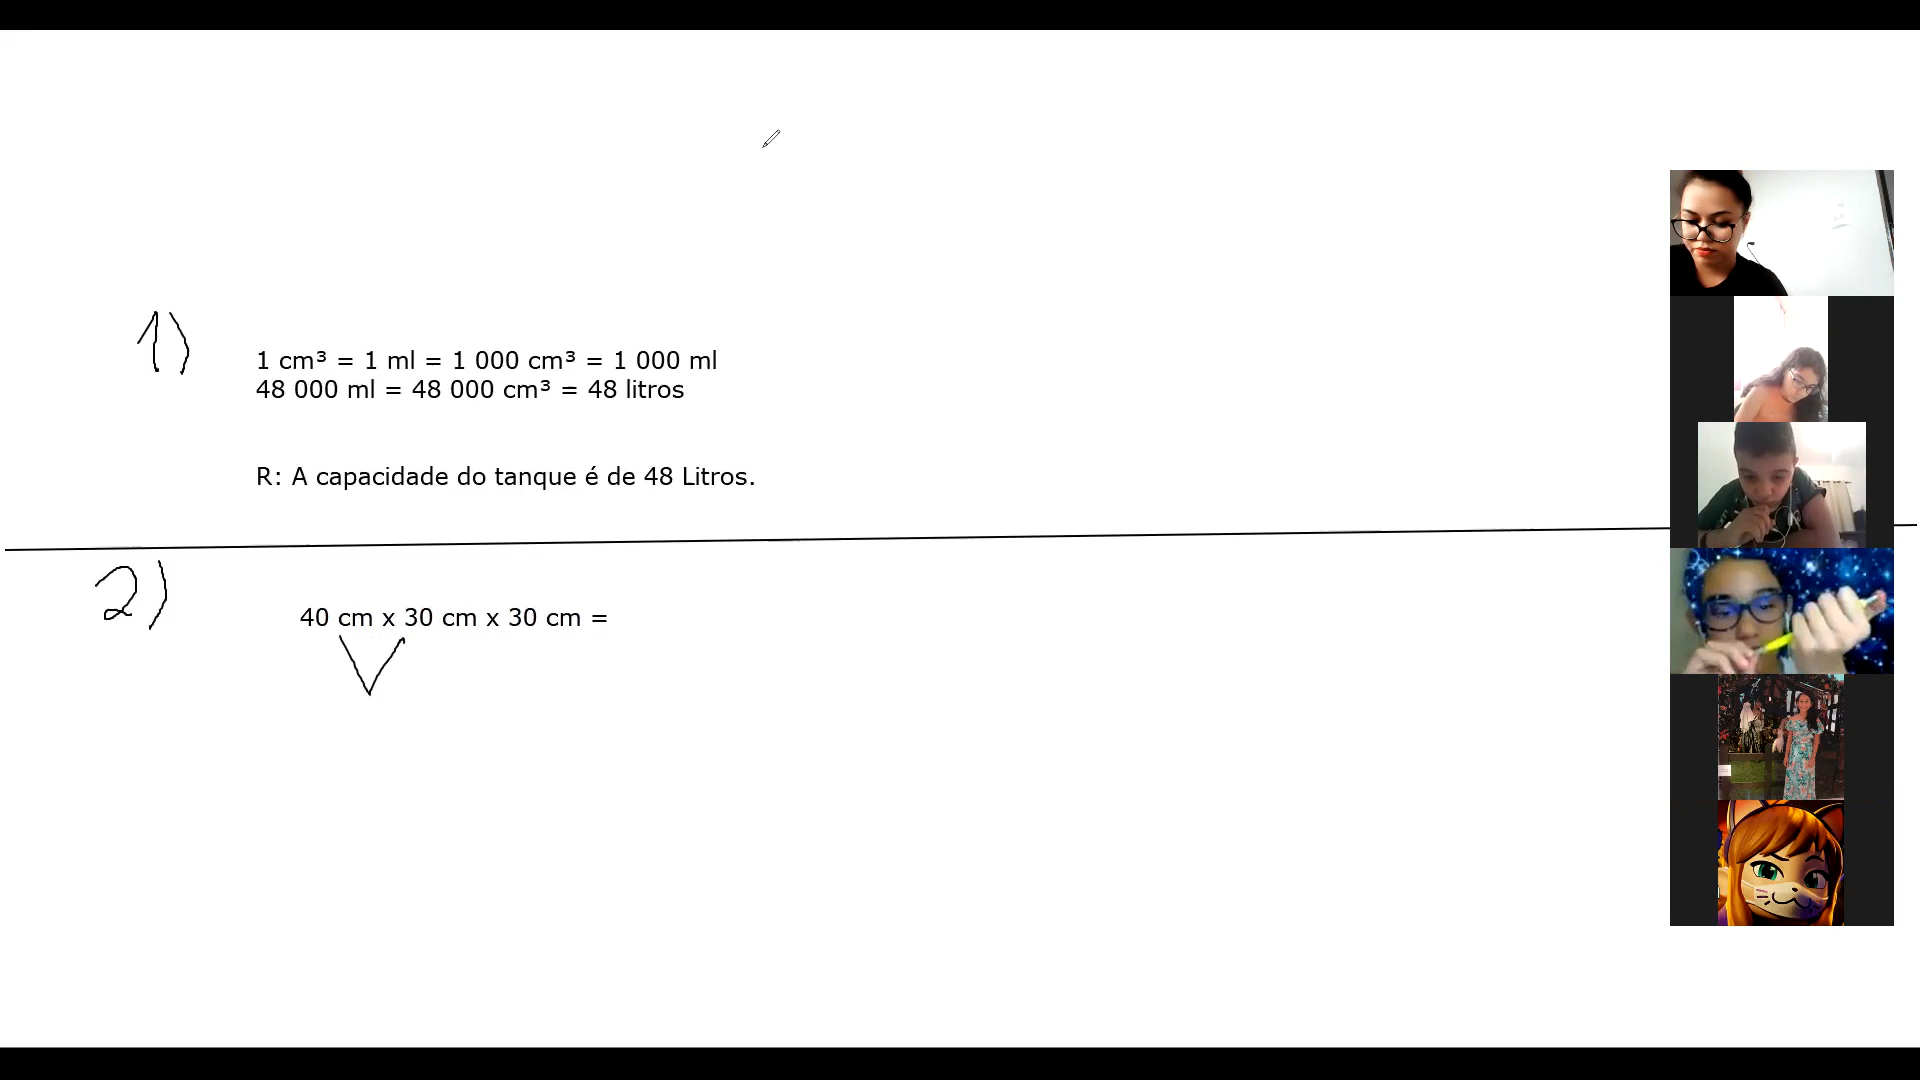 1)
1 cm³ = 1 ml = 1 000 cm³ = 1 000 ml
48 000 ml = 48 000 cm³ = 48 litros
R: A capacidade do tanque é de 48 Litros.
2)
40 cm x 30 cm x 30 cm =